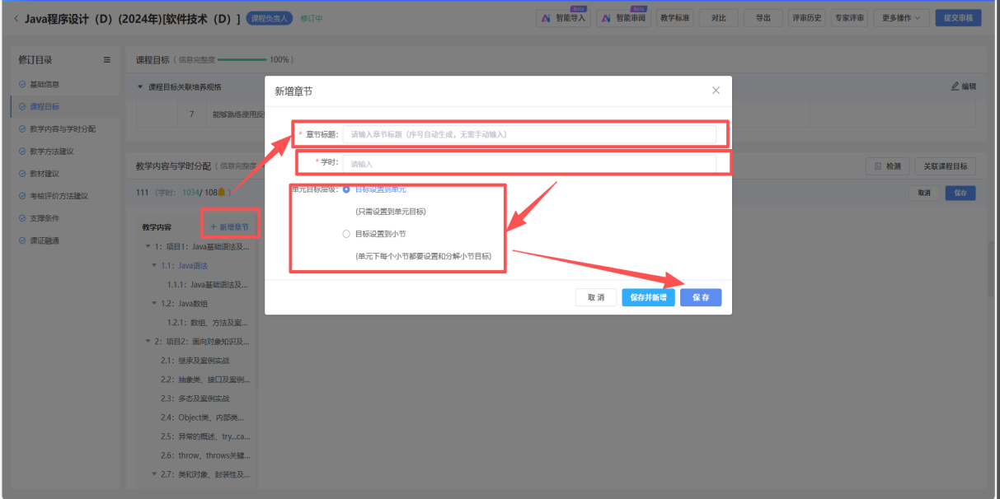 Java程序设计（D）(2024年)[软件技术（D）] 课程负责人 修订中
Beta Beta
智能导入 智能审阅 教学标准 对比 导出 评审历史 专家评审 更多操作 提交审核
修订目录
基础信息
课程目标
教学内容与学时分配
教学方法建议
教材建议
考核评价方法建议
支撑条件
课证融通
课程目标（信息完整度 100%）
课程目标关联培养规格 编辑
7 能够熟练使用反
教学内容与学时分配（信息完整度 检测 关联课程目标
111 (学时: 1034/ 108 ) 取消 保存
教学内容 + 新增章节
1: 项目1: Java基础语法及...
1.1: Java语法
1.1.1: Java基础语法及...
1.2: Java数组
1.2.1: 数组、方法及案...
2: 项目2: 面向对象知识及...
2.1: 继承及案例实战
2.2: 抽象类、接口及案例...
2.3: 多态及案例实战
2.4: Object类、内部类...
2.5: 异常的概述、try...ca...
2.6: throw、throws关键...
2.7: 类和对象、封装性及...
新增章节
* 章节标题: 请输入章节标题（序号自动生成，无需手动输入）
* 学时: 请输入
单元目标层级: 目标设置到单元
(只需设置到单元目标)
目标设置到小节
(单元下每个小节都要设置和分解小节目标)
取 消 保存并新增 保 存